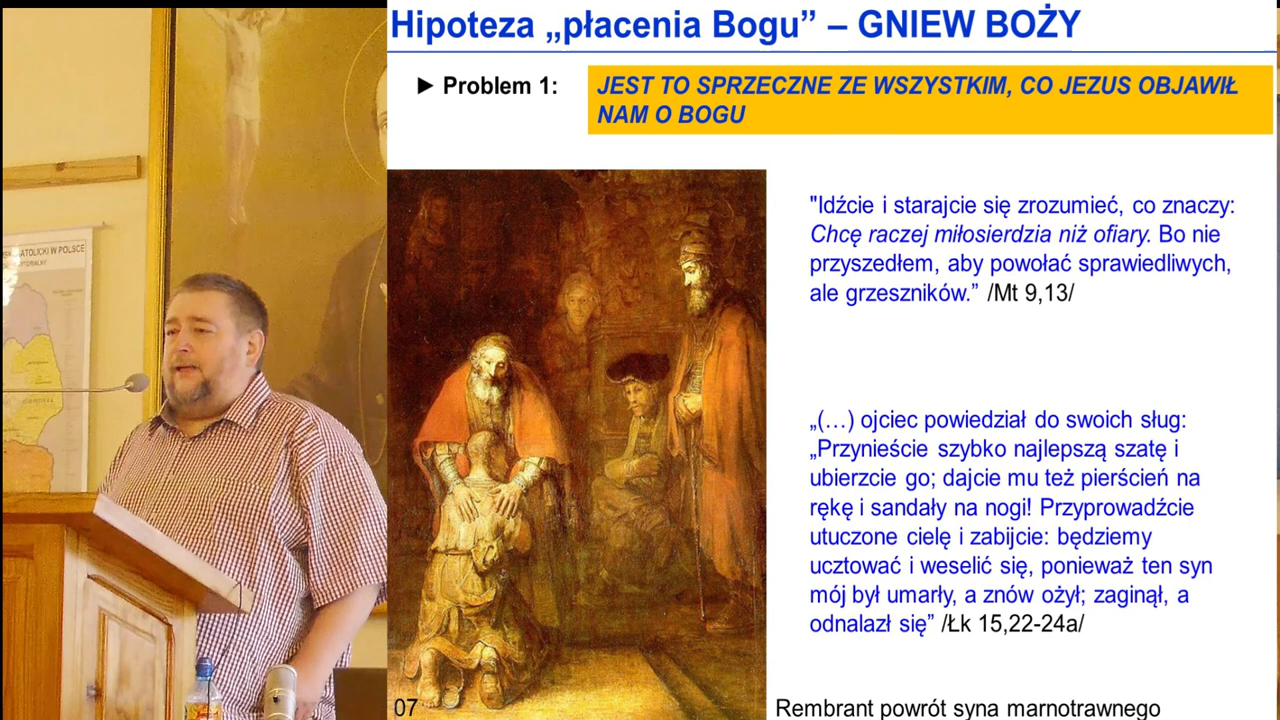 Hipoteza „płacenia Bogu” – GNIEW BOŻY
► Problem 1:
JEST TO SPRZECZNE ZE WSZYSTKIM, CO JEZUS OBJAWIŁ
NAM O BOGU
"Idźcie i starajcie się zrozumieć, co znaczy:
Chcę raczej miłosierdzia niż ofiary. Bo nie
przyszedłem, aby powołać sprawiedliwych,
ale grzeszników.” /Mt 9,13/
„(…) ojciec powiedział do swoich sług:
„Przynieście szybko najlepszą szatę i
ubierzcie go; dajcie mu też pierścień na
rękę i sandały na nogi! Przyprowadźcie
utuczone cielę i zabijcie: będziemy
ucztować i weselić się, ponieważ ten syn
mój był umarły, a znów ożył; zaginął, a
odnalazł się” /Łk 15,22-24a/
07
Rembrant powrót syna marnotrawnego
ATOLICKI W POLSCE